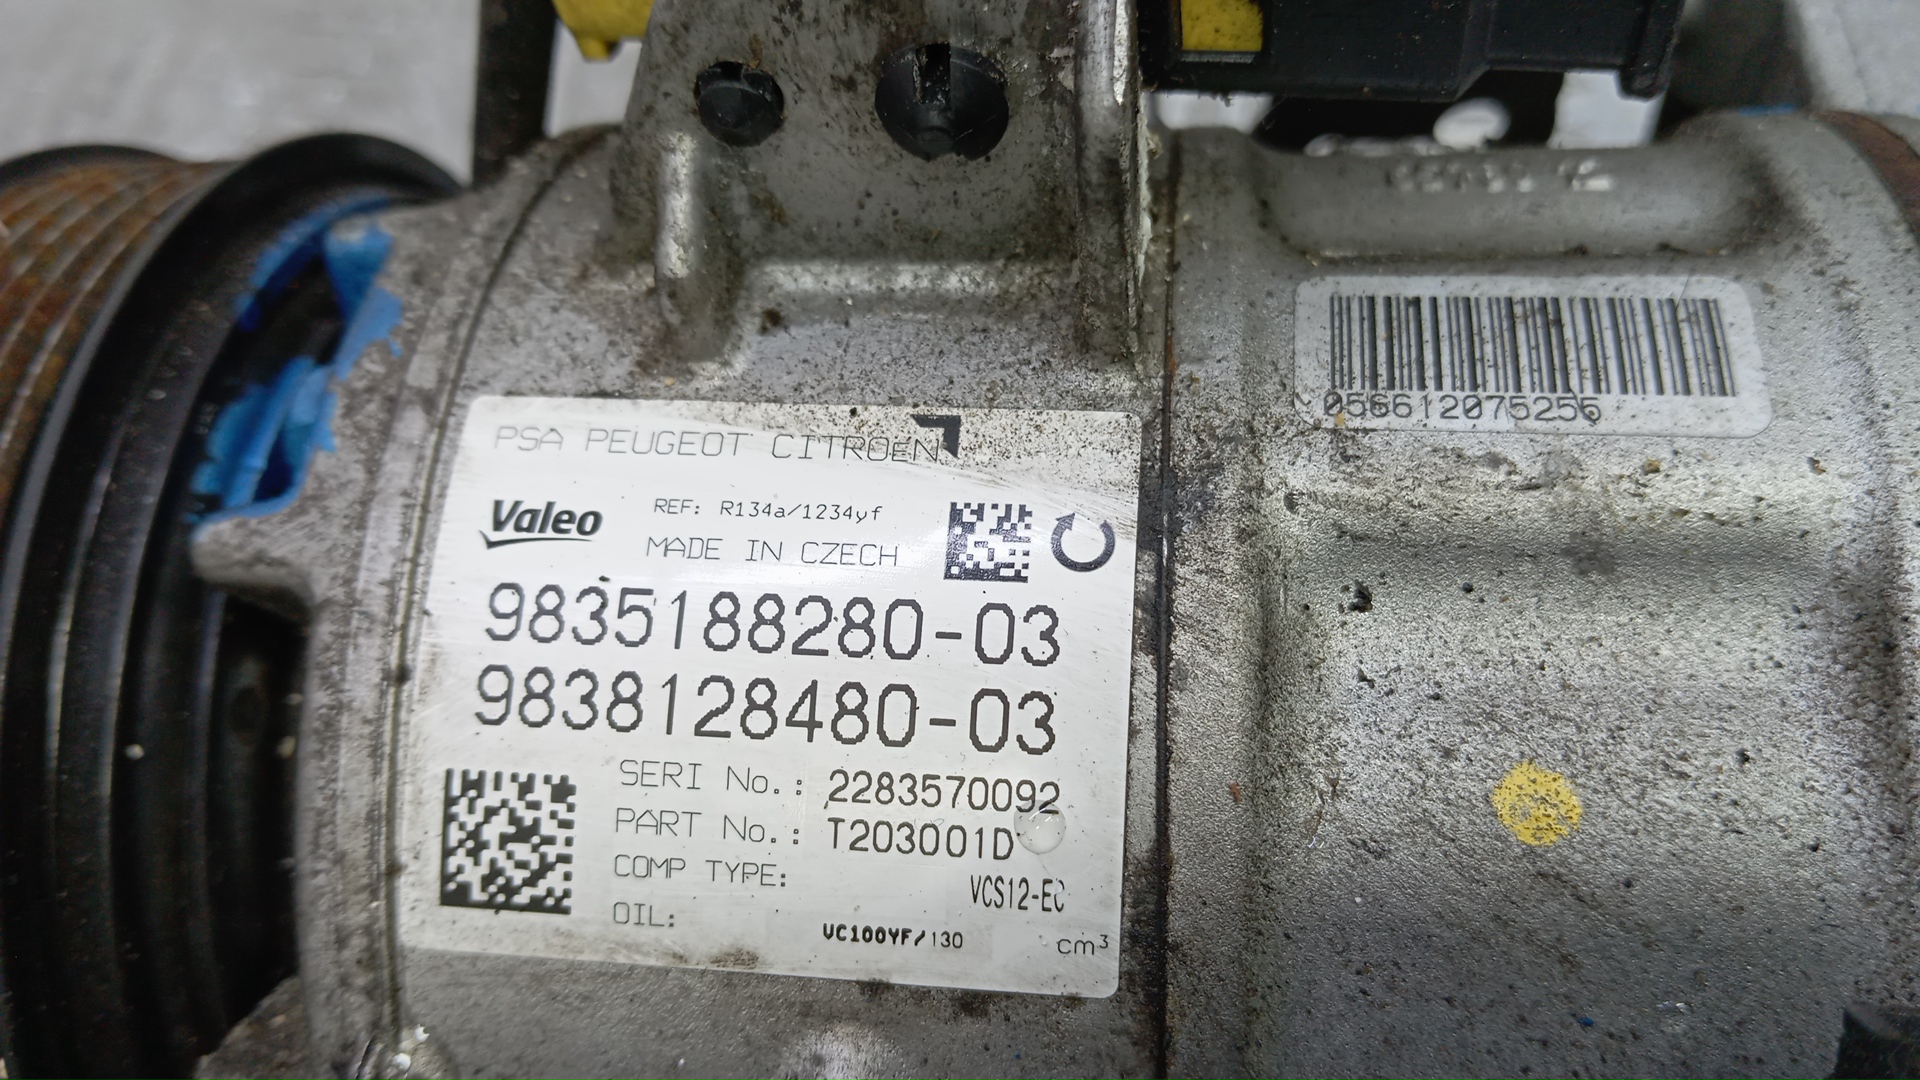 056612075256
PSA PEUGEOT CITROËN
Valeo
REF: R134a/1234yf
MADE IN CZECH
9835188280-03
9838128480-03
SERI No.: 2283570092
PART No.: T203001D
COMP TYPE: VCS12-EC
OIL: VC100YF/130 cm³